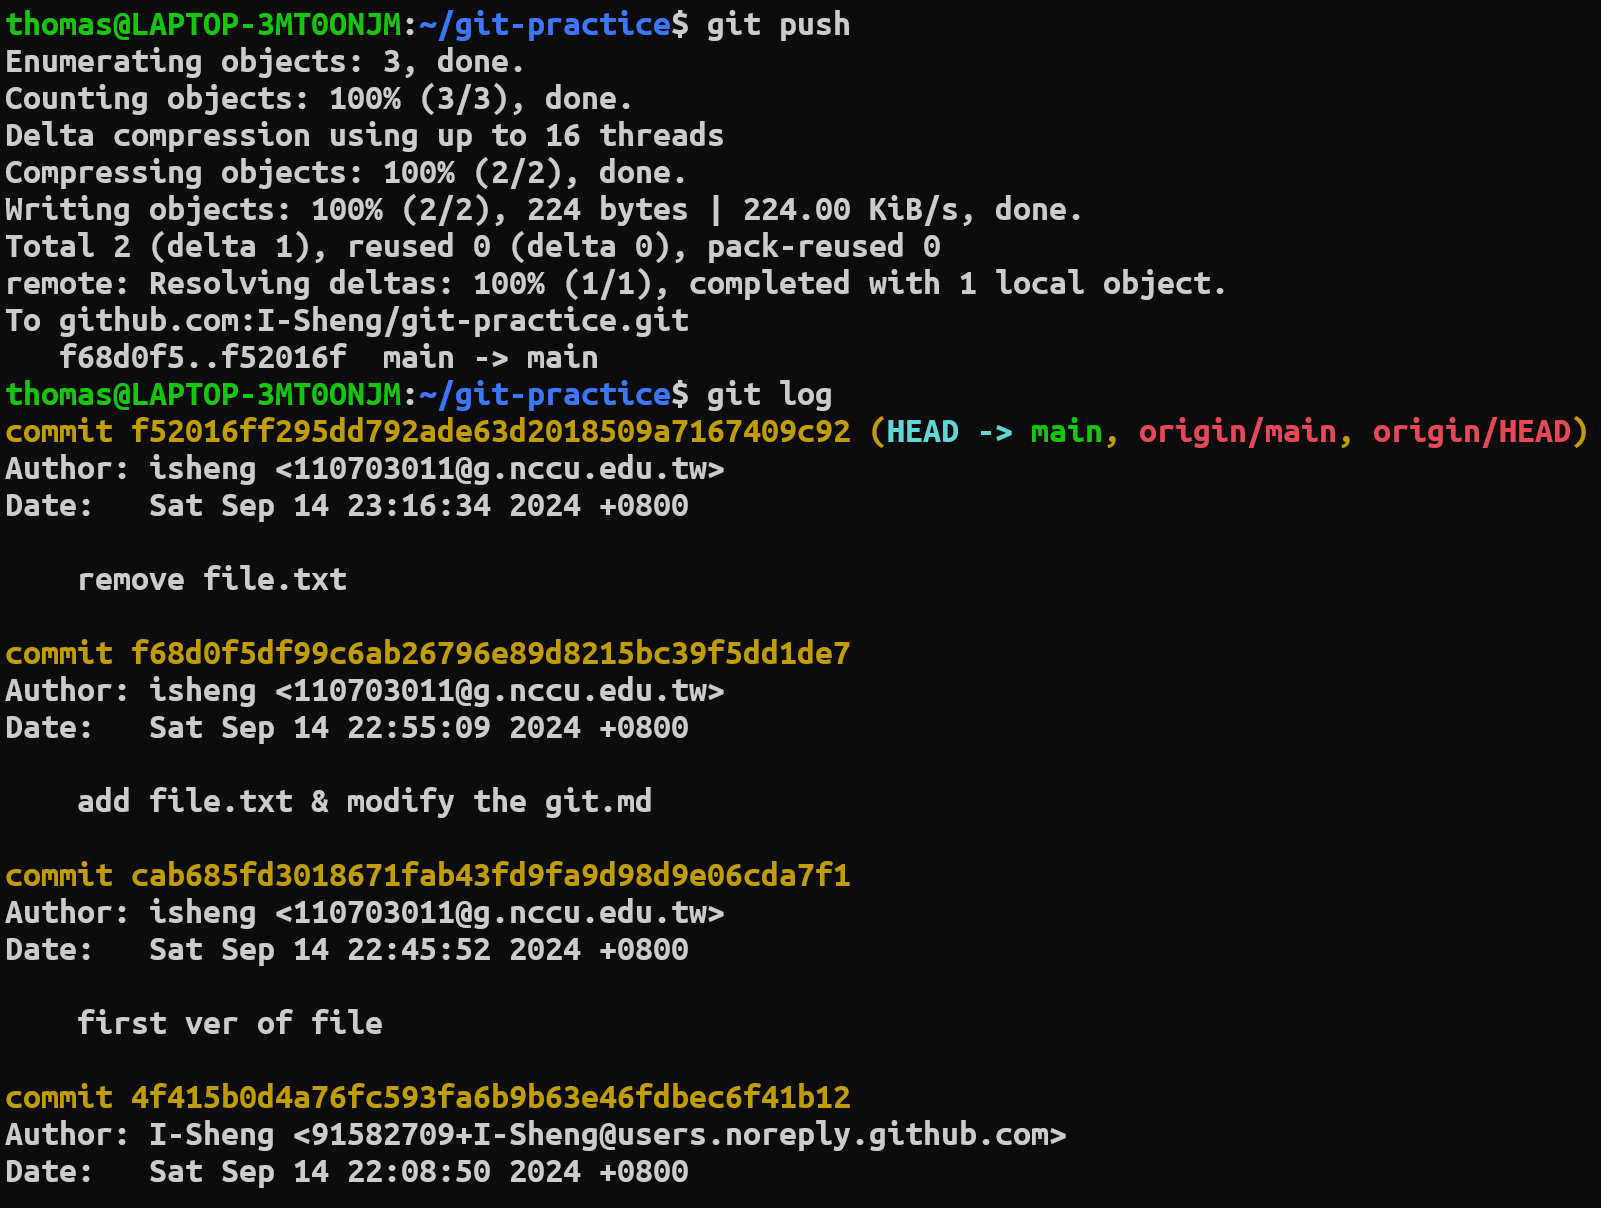 thomas@LAPTOP-3MT0ONJM:~/git-practice$ git push
Enumerating objects: 3, done.
Counting objects: 100% (3/3), done.
Delta compression using up to 16 threads
Compressing objects: 100% (2/2), done.
Writing objects: 100% (2/2), 224 bytes | 224.00 KiB/s, done.
Total 2 (delta 1), reused 0 (delta 0), pack-reused 0
remote: Resolving deltas: 100% (1/1), completed with 1 local object.
To github.com:I-Sheng/git-practice.git
   f68d0f5..f52016f  main -> main
thomas@LAPTOP-3MT0ONJM:~/git-practice$ git log
commit f52016ff295dd792ade63d2018509a7167409c92 (HEAD -> main, origin/main, origin/HEAD)
Author: isheng <110703011@g.nccu.edu.tw>
Date:   Sat Sep 14 23:16:34 2024 +0800
    remove file.txt
commit f68d0f5df99c6ab26796e89d8215bc39f5dd1de7
Author: isheng <110703011@g.nccu.edu.tw>
Date:   Sat Sep 14 22:55:09 2024 +0800
    add file.txt & modify the git.md
commit cab685fd3018671fab43fd9fa9d98d9e06cda7f1
Author: isheng <110703011@g.nccu.edu.tw>
Date:   Sat Sep 14 22:45:52 2024 +0800
    first ver of file
commit 4f415b0d4a76fc593fa6b9b63e46fdbec6f41b12
Author: I-Sheng <91582709+I-Sheng@users.noreply.github.com>
Date:   Sat Sep 14 22:08:50 2024 +0800